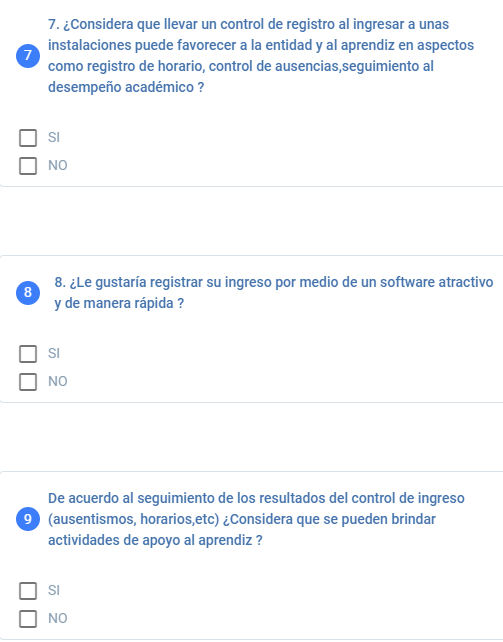 7. ¿Considera que llevar un control de registro al ingresar a unas
instalaciones puede favorecer a la entidad y al aprendiz en aspectos
7
como registro de horario, control de ausencias,seguimiento al
desempeño académico ?
SI
NO
8. ¿Le gustaría registrar su ingreso por medio de un software atractivo
8
y de manera rápida ?
SI
NO
De acuerdo al seguimiento de los resultados del control de ingreso
9
(ausentismos, horarios,etc) ¿Considera que se pueden brindar
actividades de apoyo al aprendiz ?
SI
NO